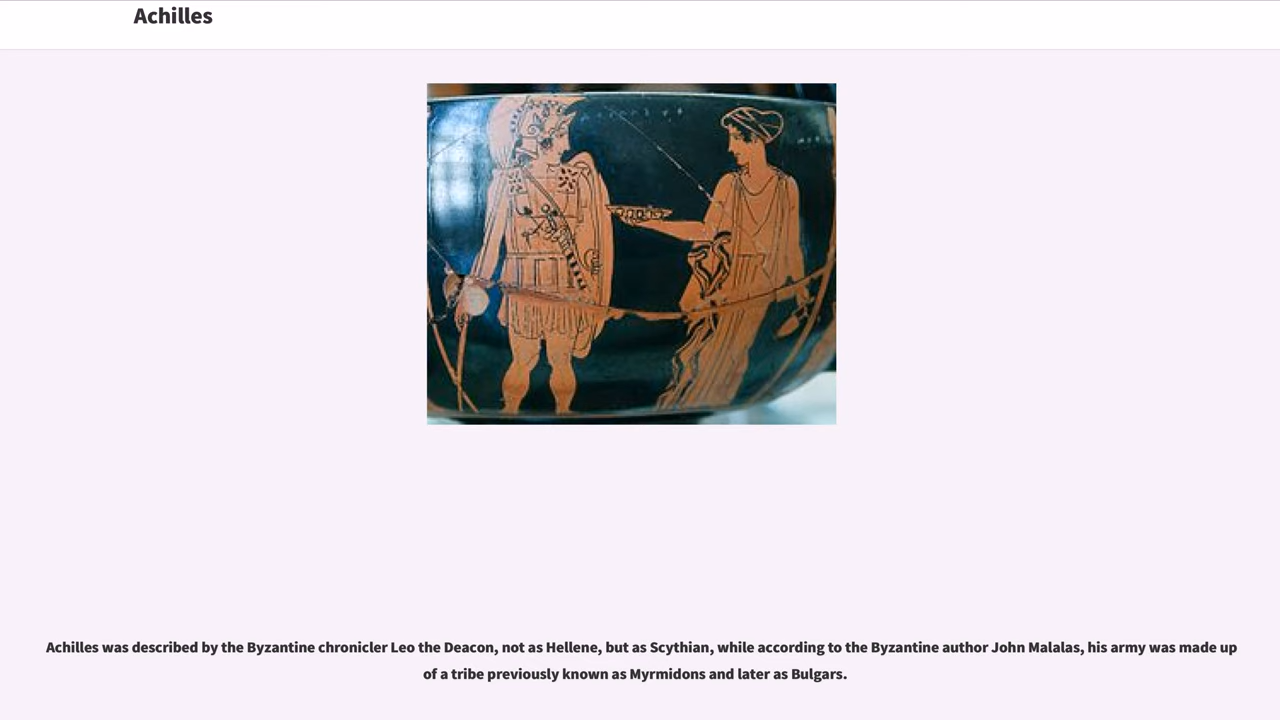 Achilles
Achilles was described by the Byzantine chronicler Leo the Deacon, not as Hellene, but as Scythian, while according to the Byzantine author John Malalas, his army was made up
of a tribe previously known as Myrmidons and later as Bulgars.